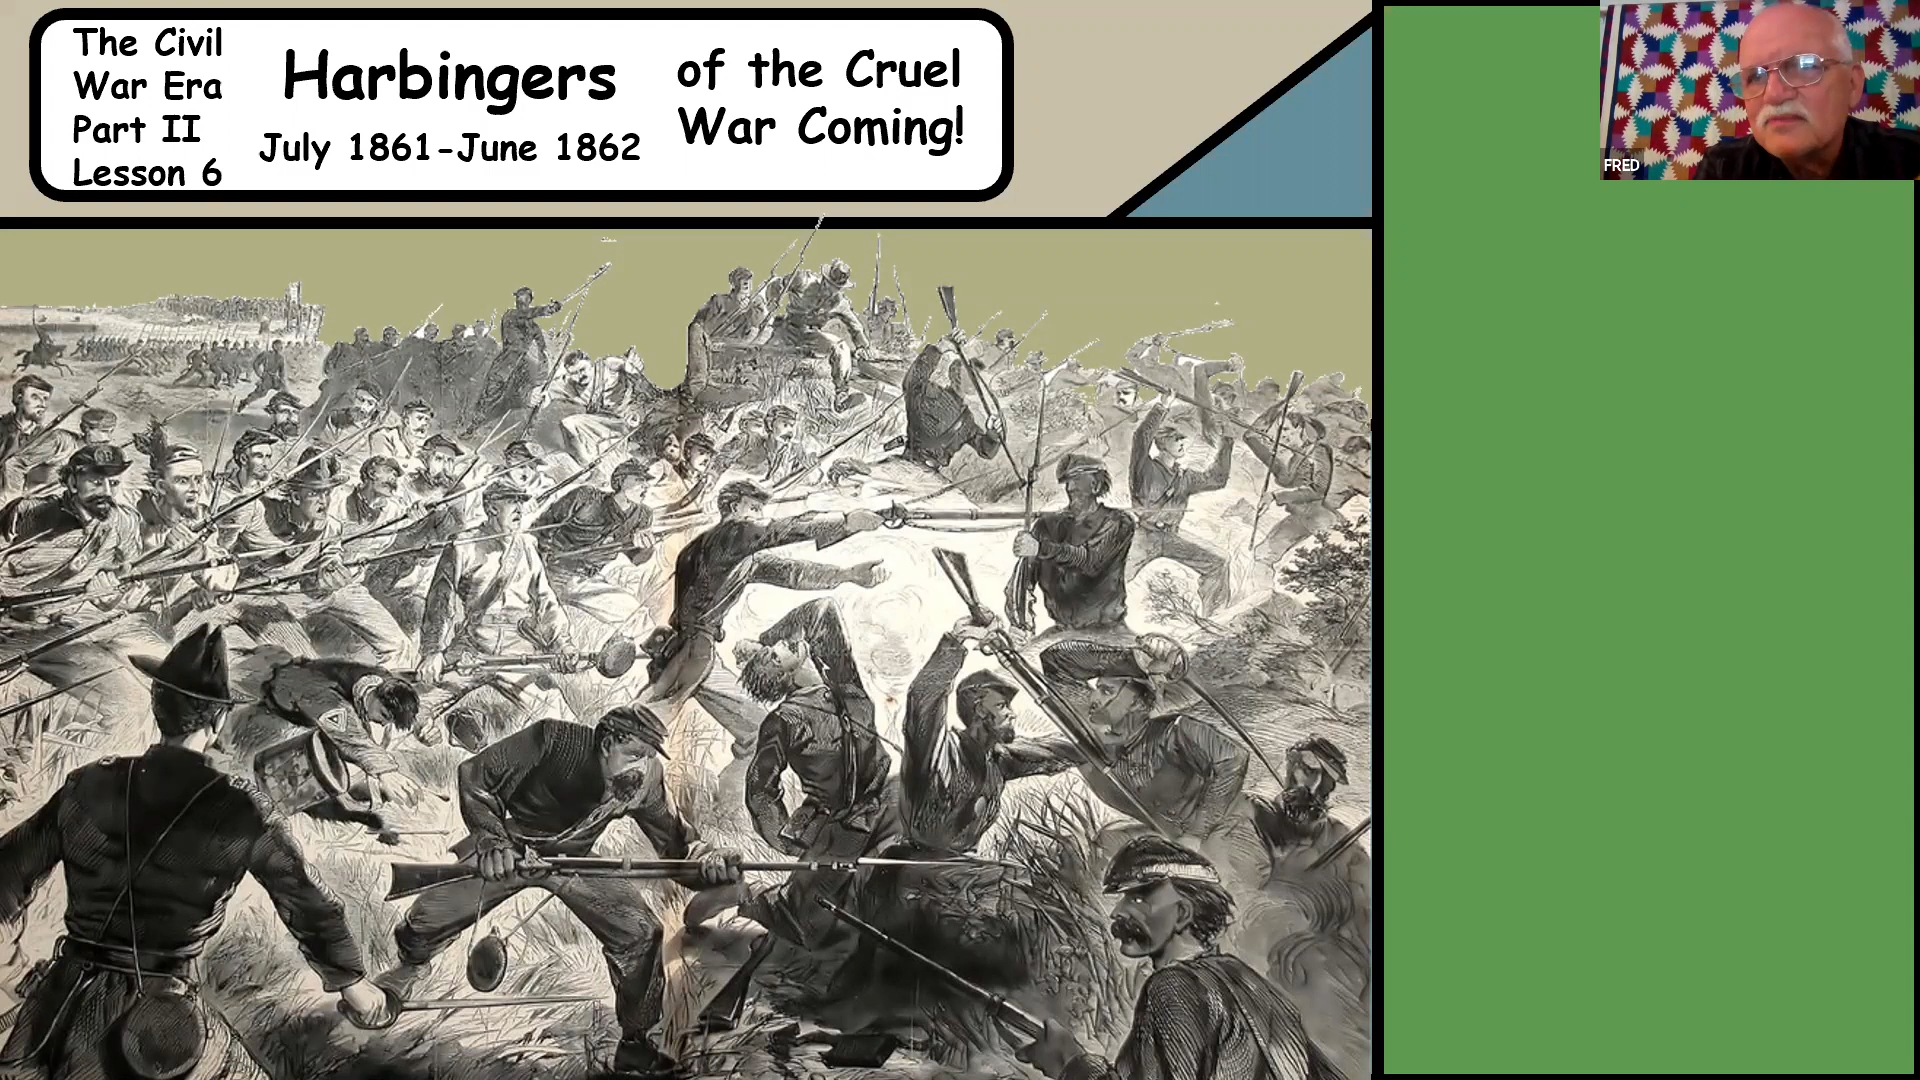 The Civil
War Era
Part II
Lesson 6
Harbingers
July 1861-June 1862
of the Cruel
War Coming!
FRED